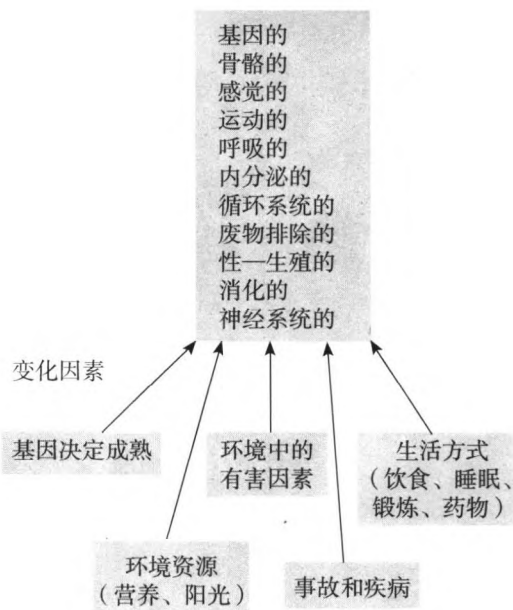 基因的
骨骼的
感觉的
运动的
呼吸的
内分泌的
循环系统的
废物排除的
性—生殖的
消化的
神经系统的
变化因素
基因决定成熟
环境中的
有害因素
生活方式
（饮食、睡眠、
锻炼、药物）
环境资源
（营养、阳光）
事故和疾病